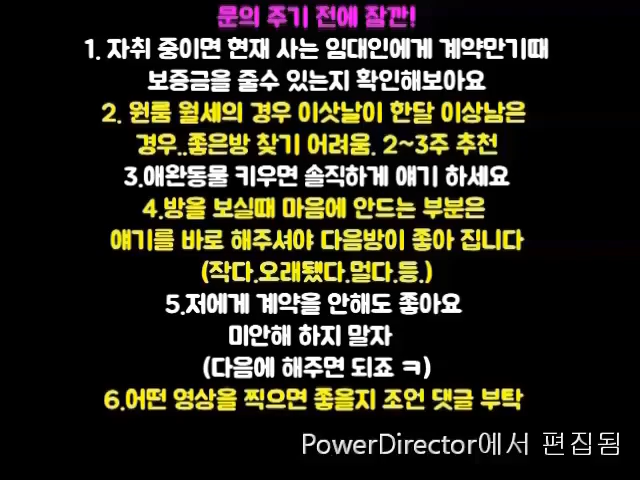 문의 주기 전에 잠깐!
1. 자취 중이면 현재 사는 임대인에게 계약만기때
보증금을 줄수 있는지 확인해보아요
2. 원룸 월세의 경우 이삿날이 한달 이상남은
경우..좋은방 찾기 어려움. 2~3주 추천
3.애완동물 키우면 솔직하게 얘기 하세요
4.방을 보실때 마음에 안드는 부분은
얘기를 바로 해주셔야 다음방이 좋아 집니다
(작다.오래됐다.멀다.등.)
5.저에게 계약을 안해도 좋아요
미안해 하지 말자
(다음에 해주면 되죠 ㅋ)
6.어떤 영상을 찍으면 좋을지 조언 댓글 부탁
PowerDirector에서 편집됨